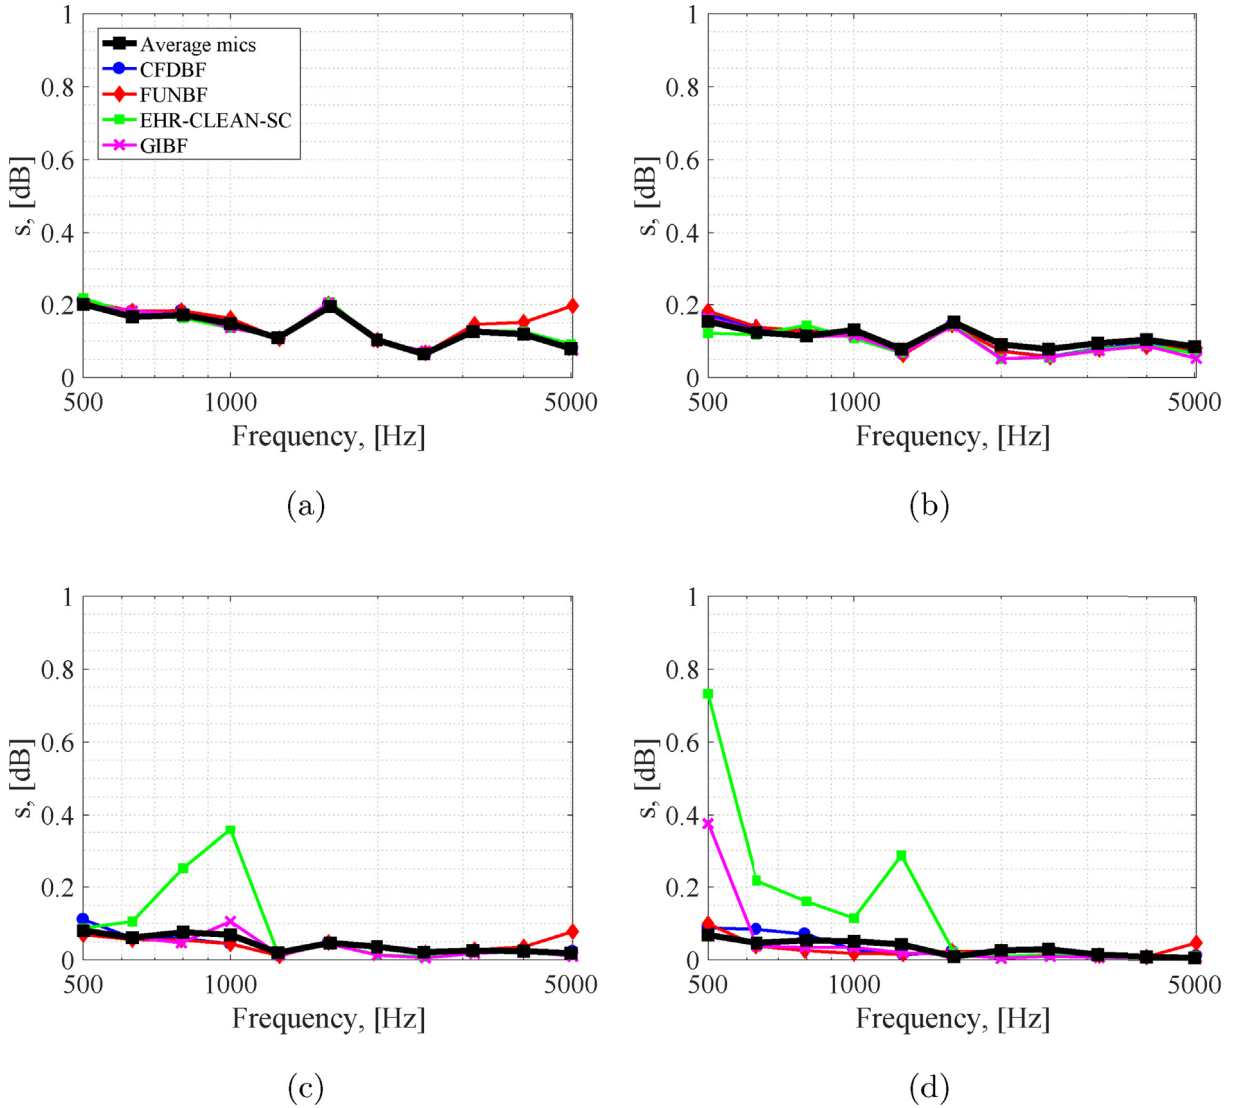 1
0.8
0.6
0.4
0.2
0
s, [dB]
Average mics
CFDBF
FUNBF
EHR-CLEAN-SC
GIBF
500
1000
5000
Frequency, [Hz]
(a)
1
0.8
0.6
0.4
0.2
0
s, [dB]
500
1000
5000
Frequency, [Hz]
(b)
1
0.8
0.6
0.4
0.2
0
s, [dB]
500
1000
5000
Frequency, [Hz]
(c)
1
0.8
0.6
0.4
0.2
0
s, [dB]
500
1000
5000
Frequency, [Hz]
(d)